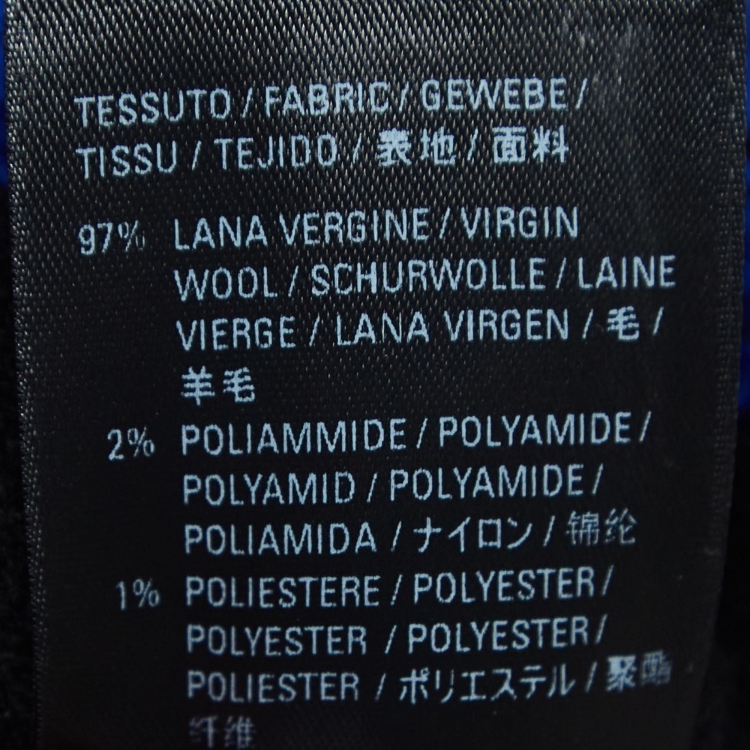 TESSUTO / FABRIC / GEWEBE /
TISSU / TEJIDO / 表地 / 面料
97% LANA VERGINE / VIRGIN
WOOL / SCHURWOLLE / LAINE
VIERGE / LANA VIRGEN / 毛 /
羊毛
2% POLIAMMIDE / POLYAMIDE /
POLYAMID / POLYAMIDE /
POLIAMIDA / ナイロン / 锦纶
1% POLIESTERE / POLYESTER /
POLYESTER / POLYESTER /
POLIESTER / ポリエステル / 聚酯
纤维